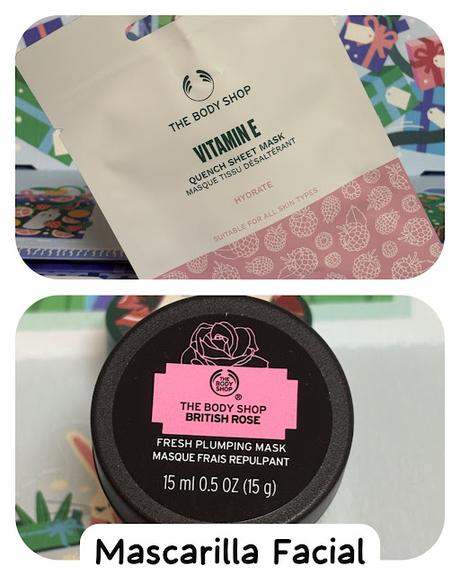 THE BODY SHOP
VITAMIN E
QUENCH SHEET MASK
MASQUE TISSU DÉSALTÉRANT
HYDRATE
SUITABLE FOR ALL SKIN TYPES
THE
BODY
SHOP
®
THE BODY SHOP
BRITISH ROSE
FRESH PLUMPING MASK
MASQUE FRAIS REPULPANT
15 ml 0.5 OZ (15 g)
Mascarilla Facial